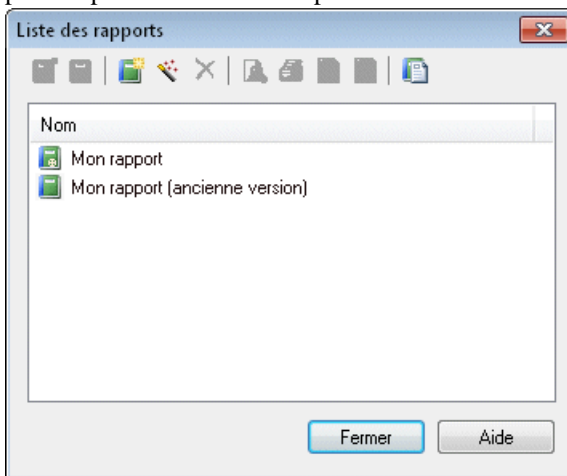 Liste des rapports
Nom
Mon rapport
Mon rapport (ancienne version)
Fermer
Aide